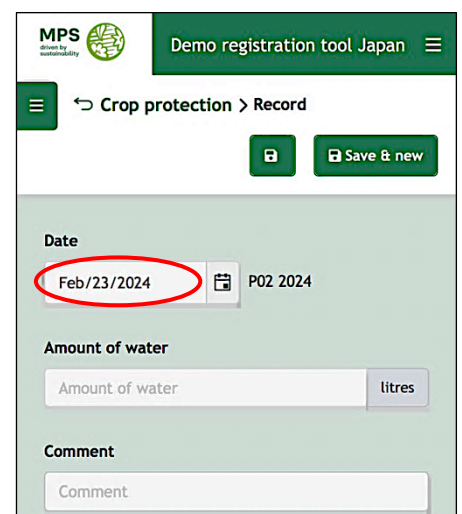 MPS
driven by
sustainability
Demo registration tool Japan
Crop protection > Record
Save & new
Date
Feb/23/2024
P02 2024
Amount of water
Amount of water
litres
Comment
Comment